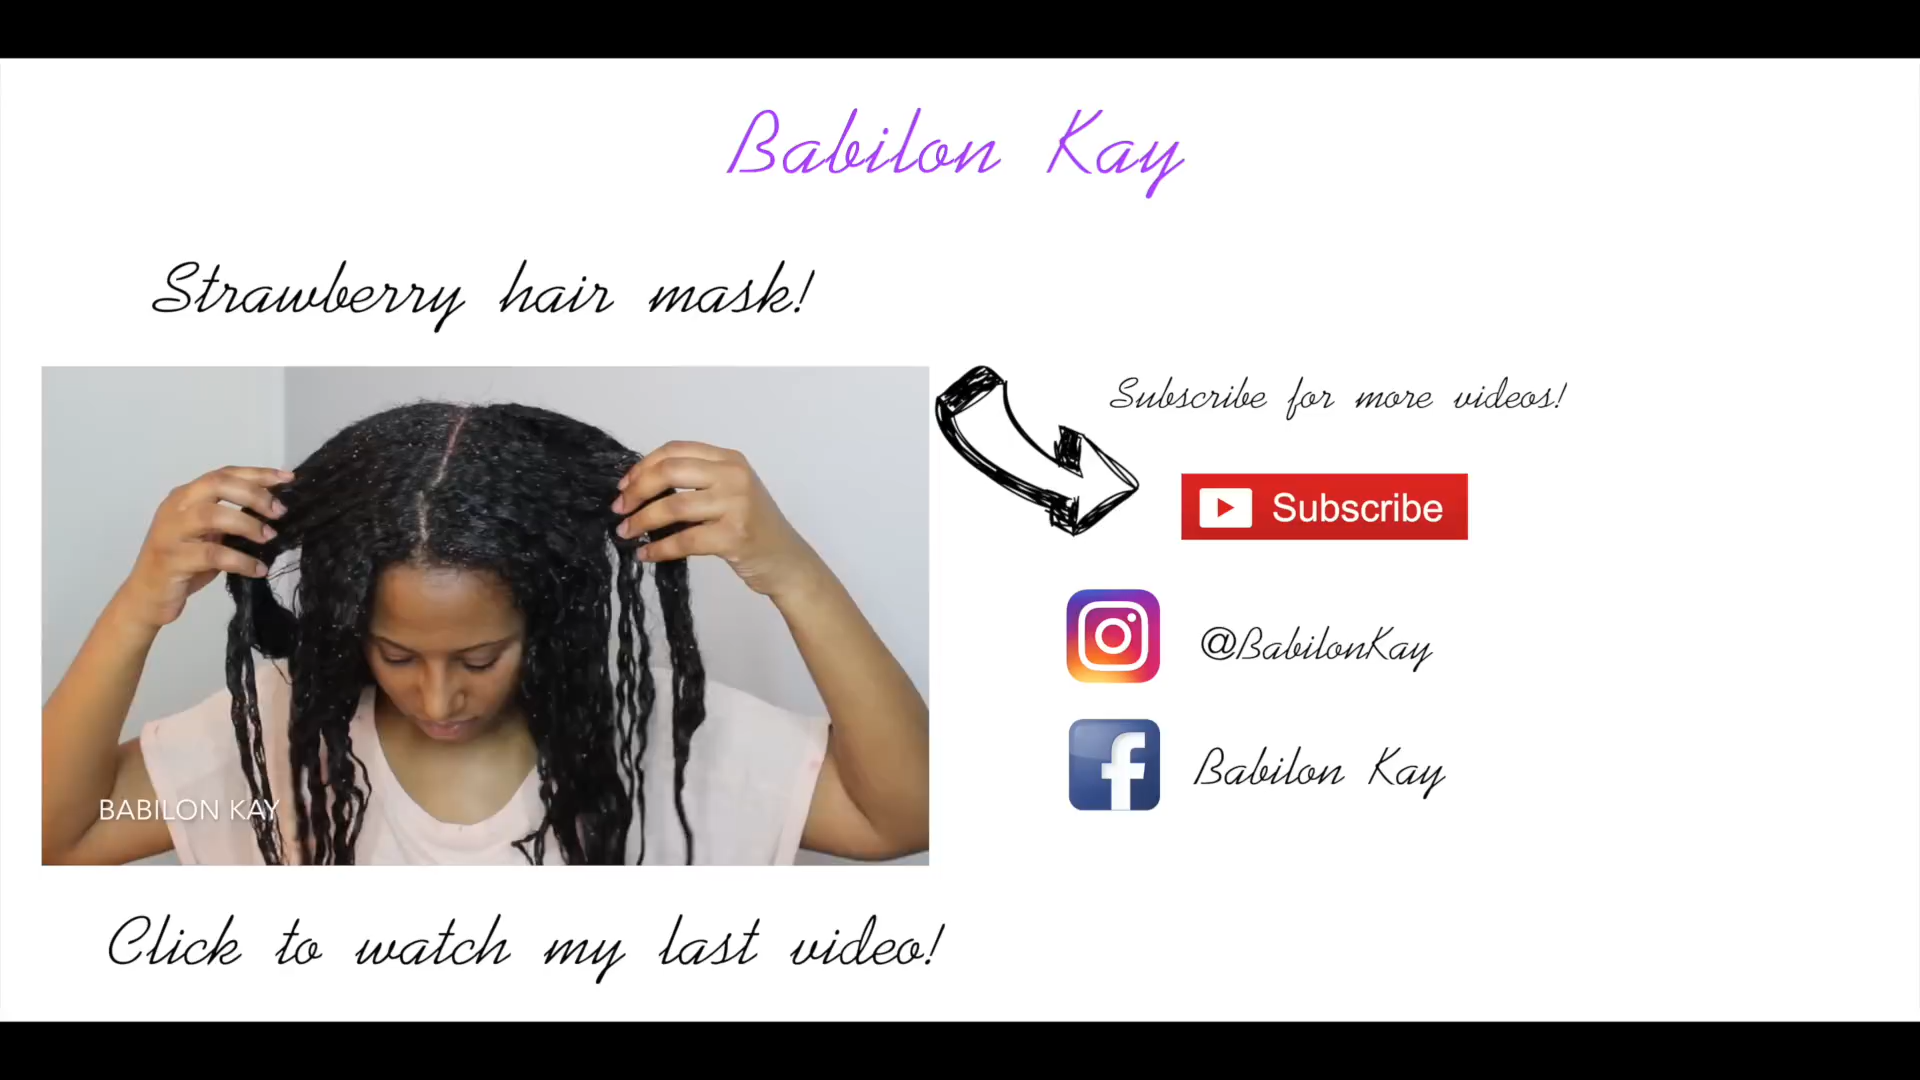 Babilon Kay
Strawberry hair mask!
BABILON KAY
Click to watch my last video!
Subscribe for more videos!
Subscribe
@BabilonKay
Babilon Kay